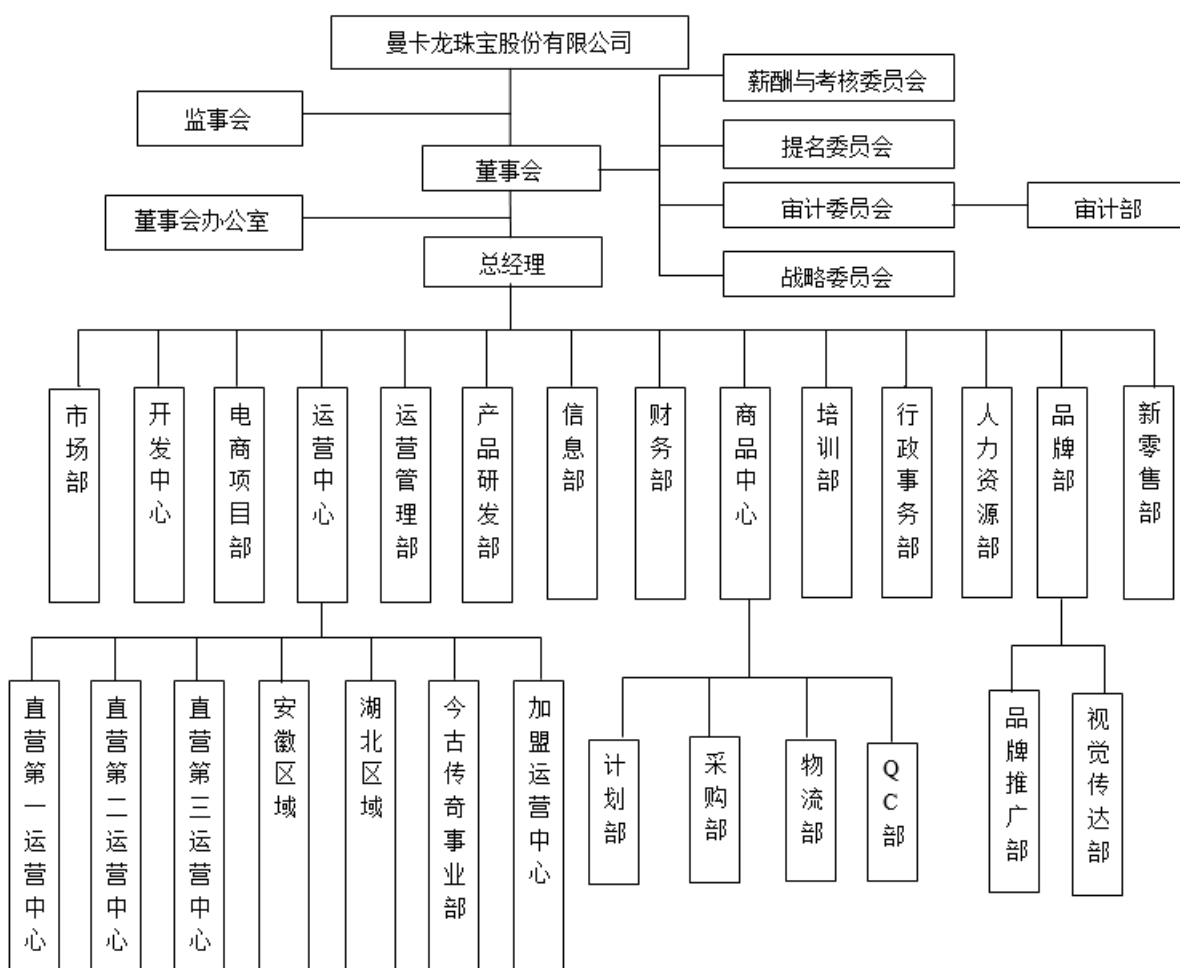 曼卡龙珠宝股份有限公司
薪酬与考核委员会
监事会
提名委员会
董事会
审计委员会
审计部
董事会办公室
总经理
战略委员会
市场部
开发中心
电商项目部
运营中心
运营管理部
产品研发部
信息部
财务部
商品中心
培训部
行政事务部
人力资源部
品牌部
新零售部
直营第一运营中心
直营第二运营中心
直营第三运营中心
安徽区域
湖北区域
今古传奇事业部
加盟运营中心
计划部
采购部
物流部
QC部
品牌推广部
视觉传达部